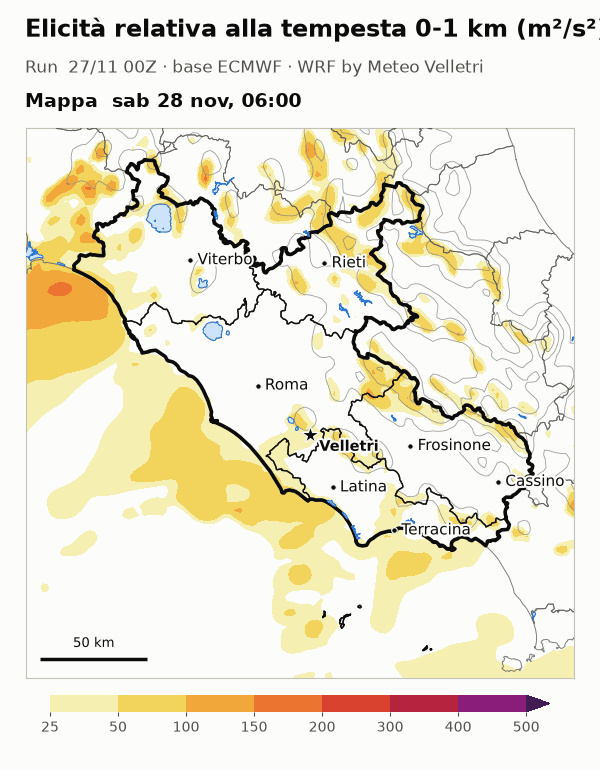 Elicità relativa alla tempesta 0-1 km (m²/s²)
Run 27/11 00Z · base ECMWF · WRF by Meteo Velletri
Mappa sab 28 nov, 06:00
Viterbo
Rieti
Roma
Velletri
Frosinone
Cassino
Latina
Terracina
50 km
25 50 100 150 200 300 400 500